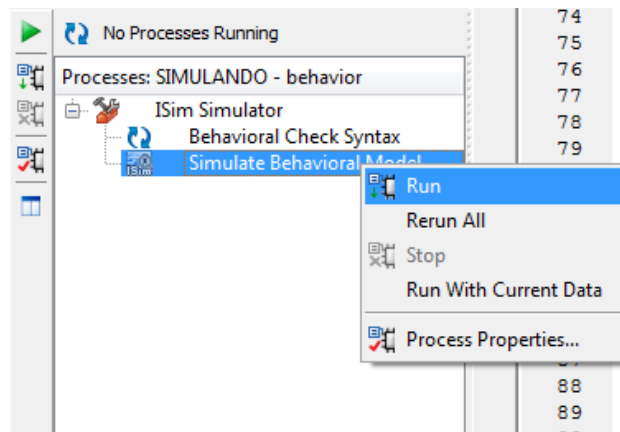 No Processes Running
Processes: SIMULANDO - behavior
ISim Simulator
Behavioral Check Syntax
ISim
Simulate Behavioral Model
Run
Rerun All
Stop
Run With Current Data
Process Properties...
74
75
76
77
78
79
88
89